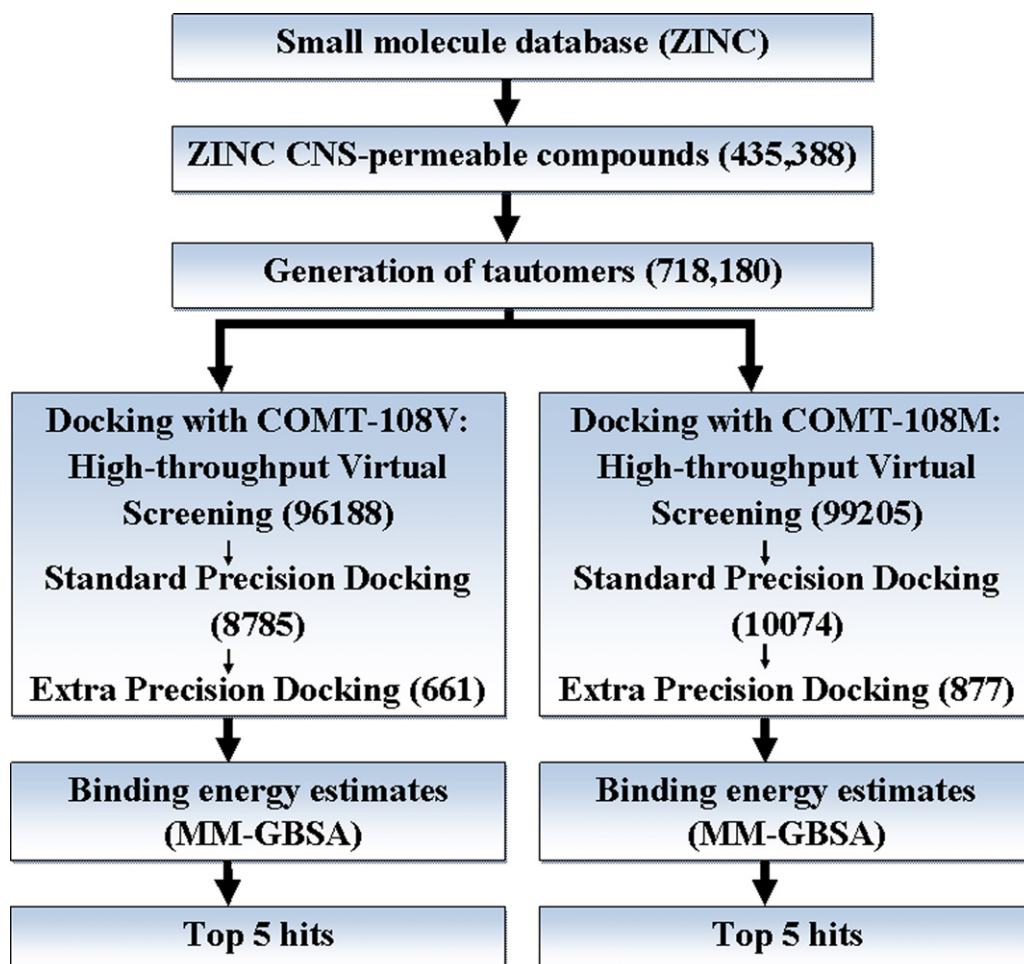 Small molecule database (ZINC)
ZINC CNS-permeable compounds (435,388)
Generation of tautomers (718,180)
Docking with COMT-108V:
High-throughput Virtual
Screening (96188)
Standard Precision Docking
(8785)
Extra Precision Docking (661)
Binding energy estimates
(MM-GBSA)
Top 5 hits
Docking with COMT-108M:
High-throughput Virtual
Screening (99205)
Standard Precision Docking
(10074)
Extra Precision Docking (877)
Binding energy estimates
(MM-GBSA)
Top 5 hits